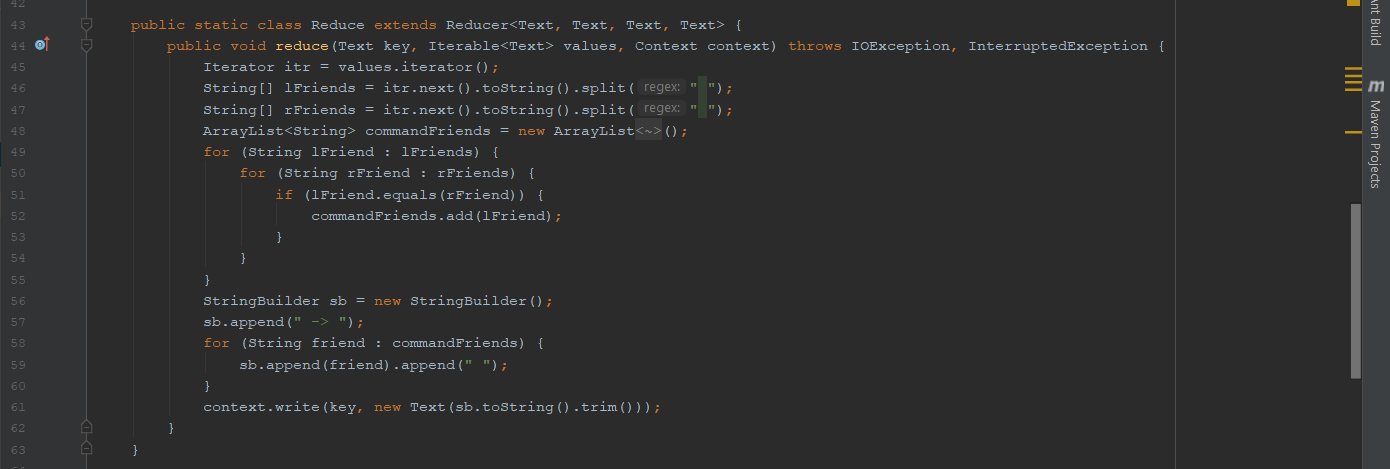 42
43 public static class Reduce extends Reducer<Text, Text, Text, Text> {
44 public void reduce(Text key, Iterable<Text> values, Context context) throws IOException, InterruptedException {
45 Iterator itr = values.iterator();
46 String[] lFriends = itr.next().toString().split( regex: " ");
47 String[] rFriends = itr.next().toString().split( regex: " ");
48 ArrayList<String> commandFriends = new ArrayList<~>();
49 for (String lFriend : lFriends) {
50 for (String rFriend : rFriends) {
51 if (lFriend.equals(rFriend)) {
52 commandFriends.add(lFriend);
53 }
54 }
55 }
56 StringBuilder sb = new StringBuilder();
57 sb.append(" -> ");
58 for (String friend : commandFriends) {
59 sb.append(friend).append(" ");
60 }
61 context.write(key, new Text(sb.toString().trim()));
62 }
63 }
Ant Build
m Maven Projects